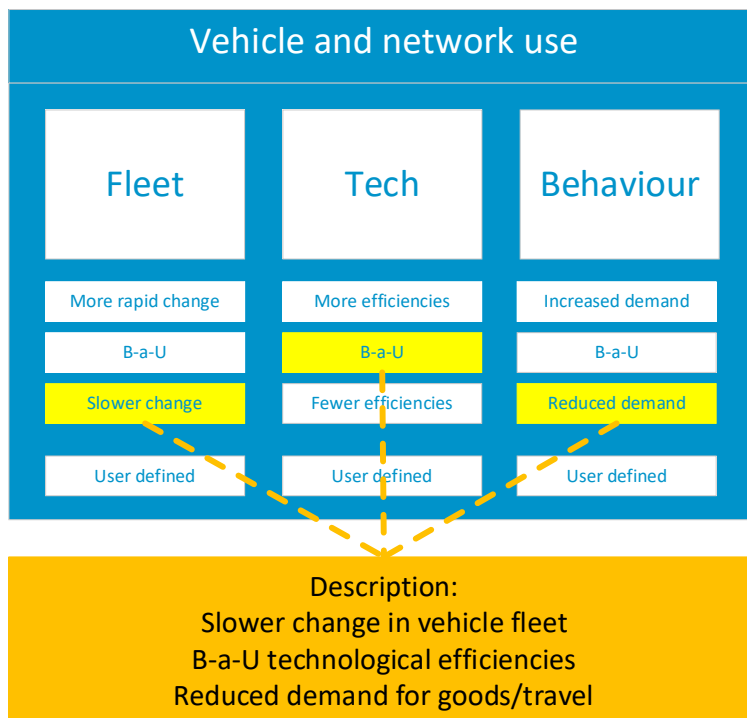 Vehicle and network use
Fleet
Tech
Behaviour
More rapid change
More efficiencies
Increased demand
B-a-U
B-a-U
B-a-U
Slower change
Fewer efficiencies
Reduced demand
User defined
User defined
User defined
Description:
Slower change in vehicle fleet
B-a-U technological efficiencies
Reduced demand for goods/travel